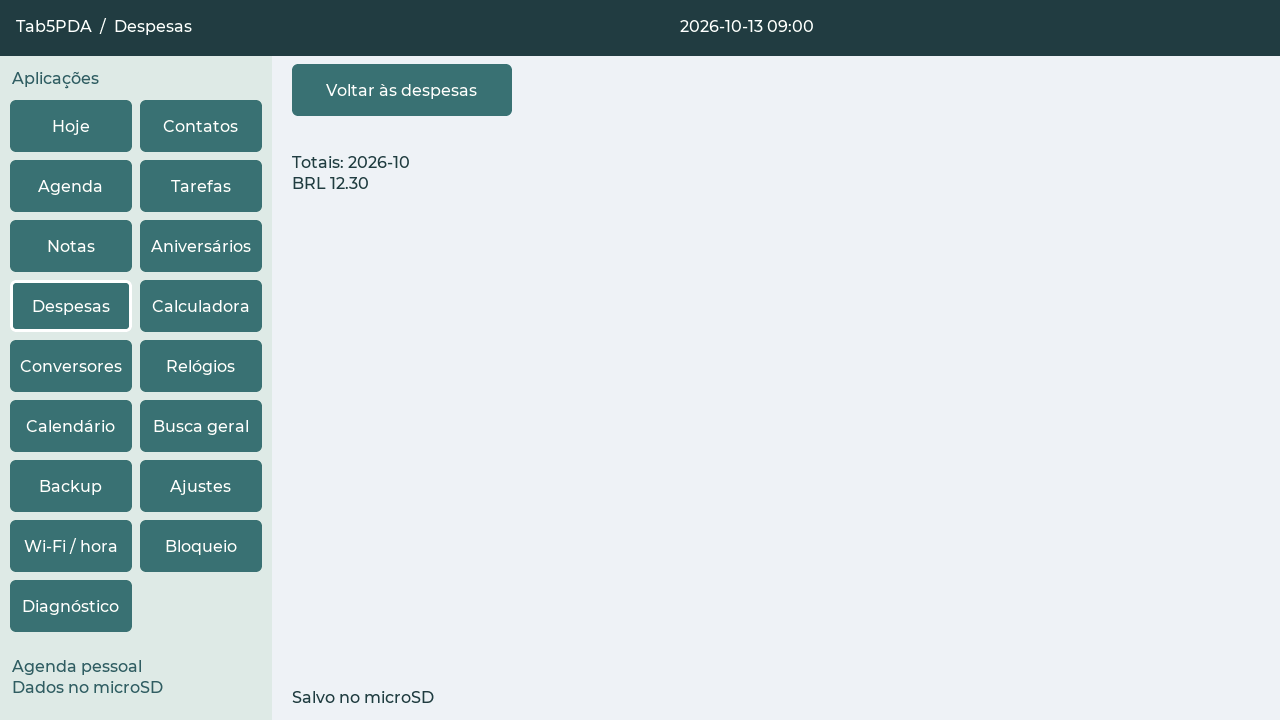 Tab5PDA / Despesas
2026-10-13 09:00
Aplicações
Hoje
Contatos
Agenda
Tarefas
Notas
Aniversários
Despesas
Calculadora
Conversores
Relógios
Calendário
Busca geral
Backup
Ajustes
Wi-Fi / hora
Bloqueio
Diagnóstico
Agenda pessoal
Dados no microSD
Voltar às despesas
Totais: 2026-10
BRL 12.30
Salvo no microSD